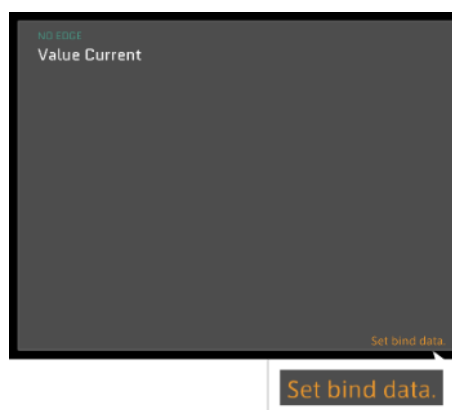 NO EDGE
Value Current
Set bind data.
Set bind data.